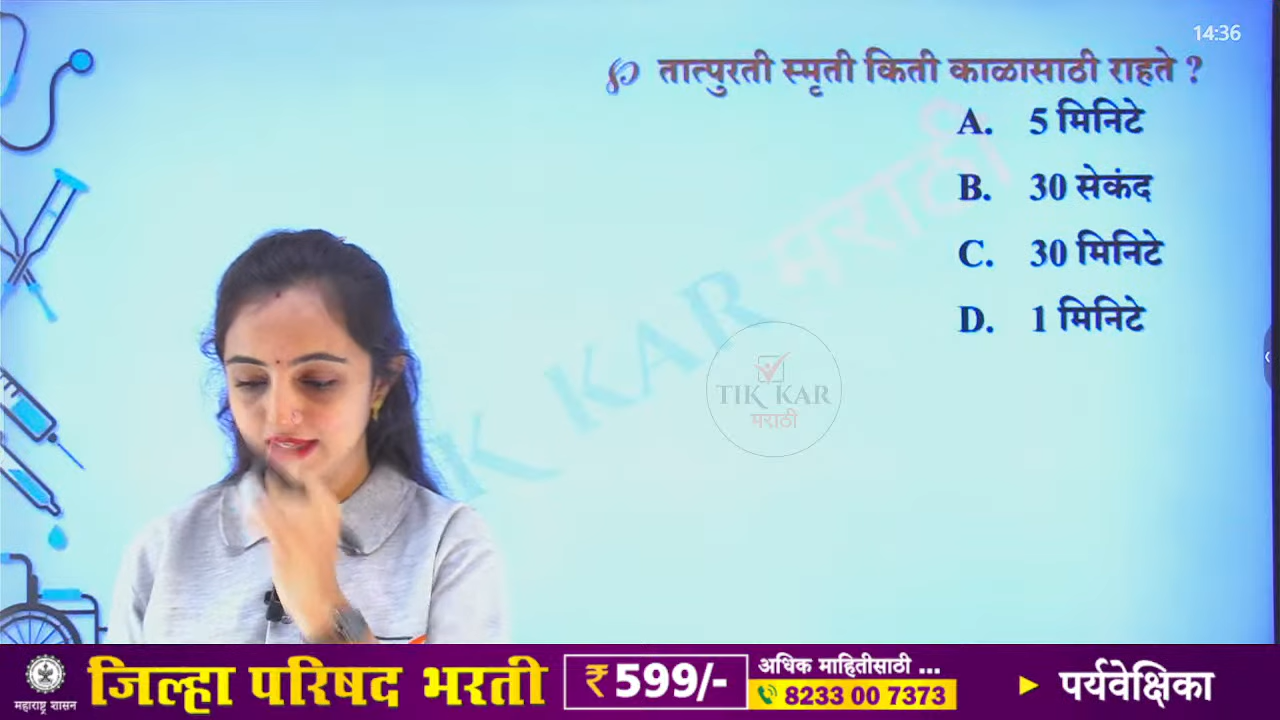 14:36
तात्पुरती स्मृती किती काळासाठी राहते ?
A. 5 मिनिटे
B. 30 सेकंद
C. 30 मिनिटे
D. 1 मिनिटे
TIK KAR मराठी
TIK KAR
मराठी
महाराष्ट्र शासन
जिल्हा परिषद भरती
₹599/-
अधिक माहितीसाठी ...
8233 00 7373
पर्यवेक्षिका